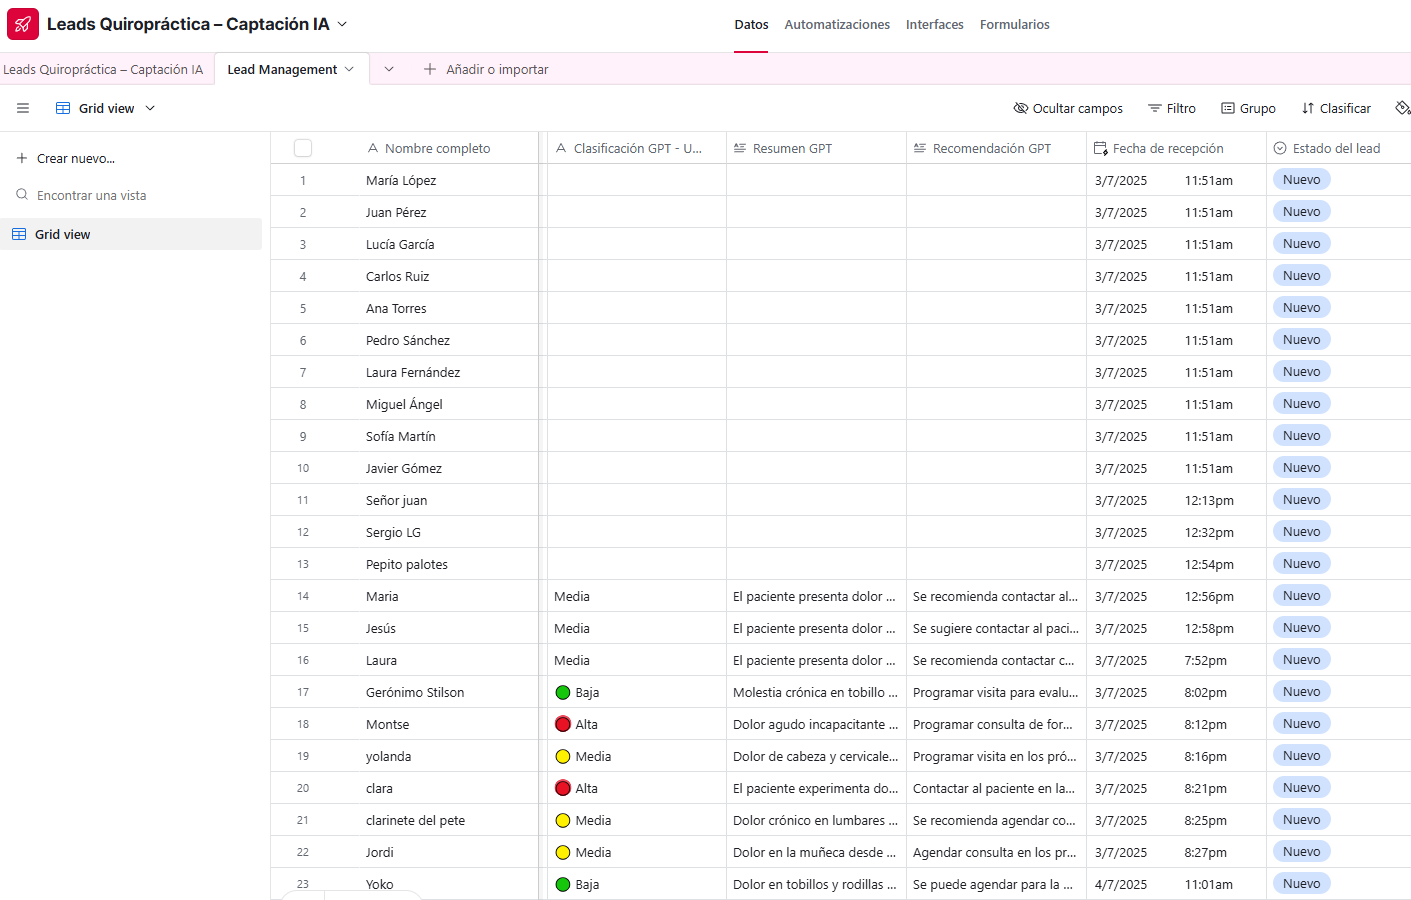 Leads Quiropráctica – Captación IA
Datos Automatizaciones Interfaces Formularios
Leads Quiropráctica – Captación IA Lead Management Añadir o importar
Grid view Ocultar campos Filtro Grupo Clasificar
Crear nuevo...
Encontrar una vista
Grid view
Nombre completo Clasificación GPT - U... Resumen GPT Recomendación GPT Fecha de recepción Estado del lead
1 María López 3/7/2025 11:51am Nuevo
2 Juan Pérez 3/7/2025 11:51am Nuevo
3 Lucía García 3/7/2025 11:51am Nuevo
4 Carlos Ruiz 3/7/2025 11:51am Nuevo
5 Ana Torres 3/7/2025 11:51am Nuevo
6 Pedro Sánchez 3/7/2025 11:51am Nuevo
7 Laura Fernández 3/7/2025 11:51am Nuevo
8 Miguel Ángel 3/7/2025 11:51am Nuevo
9 Sofía Martín 3/7/2025 11:51am Nuevo
10 Javier Gómez 3/7/2025 11:51am Nuevo
11 Señor juan 3/7/2025 12:13pm Nuevo
12 Sergio LG 3/7/2025 12:32pm Nuevo
13 Pepito palotes 3/7/2025 12:54pm Nuevo
14 Maria Media El paciente presenta dolor ... Se recomienda contactar al... 3/7/2025 12:56pm Nuevo
15 Jesús Media El paciente presenta dolor ... Se sugiere contactar al paci... 3/7/2025 12:58pm Nuevo
16 Laura Media El paciente presenta dolor ... Se recomienda contactar c... 3/7/2025 7:52pm Nuevo
17 Gerónimo Stilson Baja Molestia crónica en tobillo ... Programar visita para evalu... 3/7/2025 8:02pm Nuevo
18 Montse Alta Dolor agudo incapacitante ... Programar consulta de for... 3/7/2025 8:12pm Nuevo
19 yolanda Media Dolor de cabeza y cervicale... Programar visita en los pró... 3/7/2025 8:16pm Nuevo
20 clara Alta El paciente experimenta do... Contactar al paciente en la... 3/7/2025 8:21pm Nuevo
21 clarinete del pete Media Dolor crónico en lumbares ... Se recomienda agendar co... 3/7/2025 8:25pm Nuevo
22 Jordi Media Dolor en la muñeca desde ... Agendar consulta en los pr... 3/7/2025 8:27pm Nuevo
23 Yoko Baja Dolor en tobillos y rodillas ... Se puede agendar para la ... 4/7/2025 11:01am Nuevo